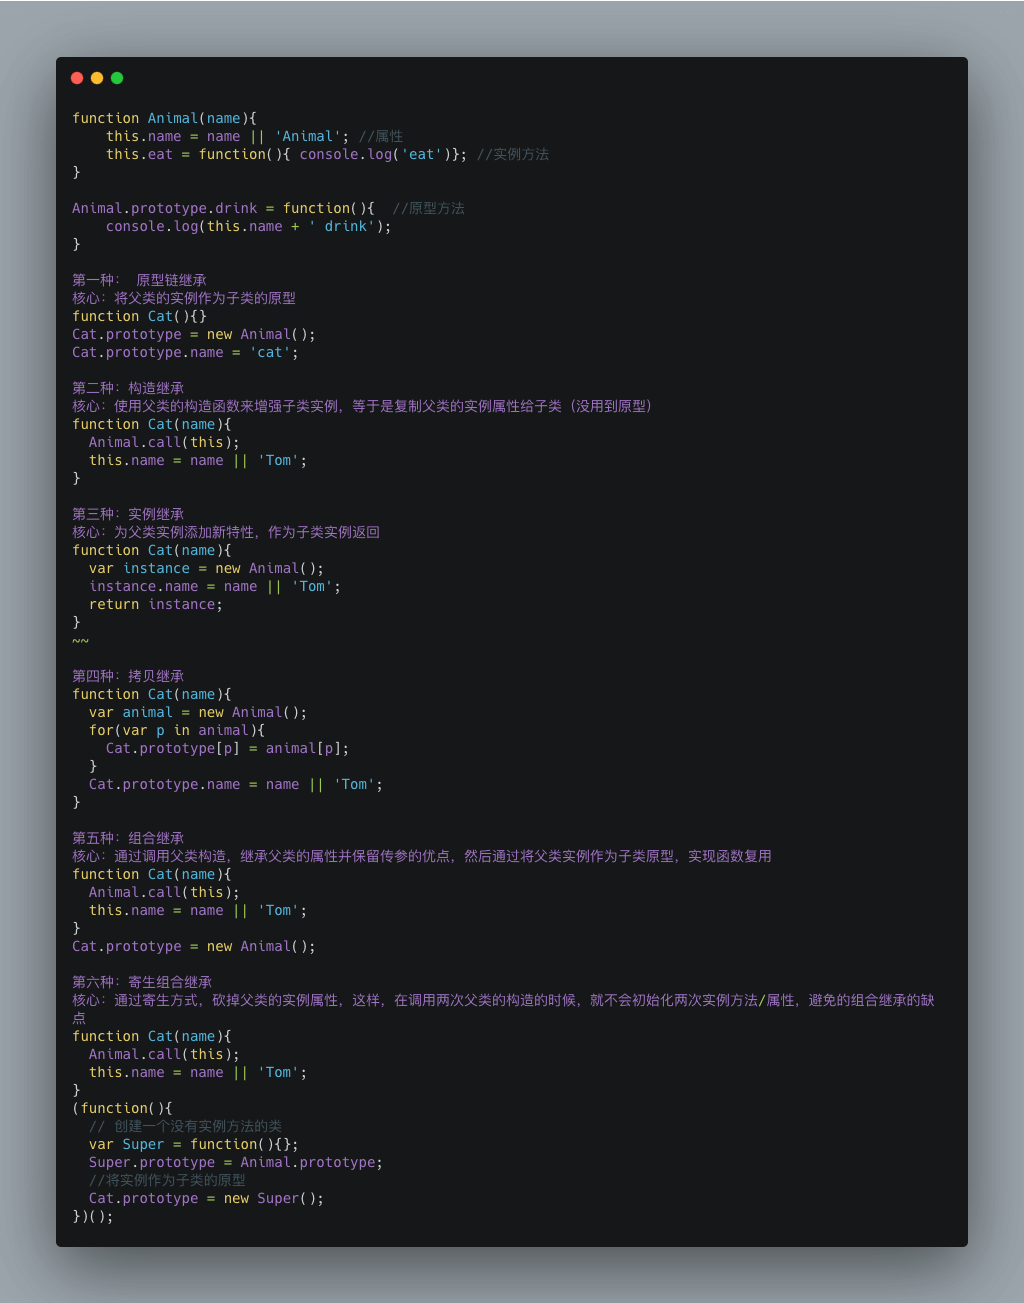 function Animal(name){
    this.name = name || 'Animal'; //属性
    this.eat = function(){ console.log('eat')}; //实例方法
}

Animal.prototype.drink = function(){  //原型方法
    console.log(this.name + ' drink');
}

第一种： 原型链继承
核心：将父类的实例作为子类的原型
function Cat(){}
Cat.prototype = new Animal();
Cat.prototype.name = 'cat';

第二种：构造继承
核心：使用父类的构造函数来增强子类实例，等于是复制父类的实例属性给子类（没用到原型）
function Cat(name){
  Animal.call(this);
  this.name = name || 'Tom';
}

第三种：实例继承
核心：为父类实例添加新特性，作为子类实例返回
function Cat(name){
  var instance = new Animal();
  instance.name = name || 'Tom';
  return instance;
}
~~

第四种：拷贝继承
function Cat(name){
  var animal = new Animal();
  for(var p in animal){
    Cat.prototype[p] = animal[p];
  }
  Cat.prototype.name = name || 'Tom';
}

第五种：组合继承
核心：通过调用父类构造，继承父类的属性并保留传参的优点，然后通过将父类实例作为子类原型，实现函数复用
function Cat(name){
  Animal.call(this);
  this.name = name || 'Tom';
}
Cat.prototype = new Animal();

第六种：寄生组合继承
核心：通过寄生方式，砍掉父类的实例属性，这样，在调用两次父类的构造的时候，就不会初始化两次实例方法/属性，避免的组合继承的缺
点
function Cat(name){
  Animal.call(this);
  this.name = name || 'Tom';
}
(function(){
  // 创建一个没有实例方法的类
  var Super = function(){};
  Super.prototype = Animal.prototype;
  //将实例作为子类的原型
  Cat.prototype = new Super();
})();